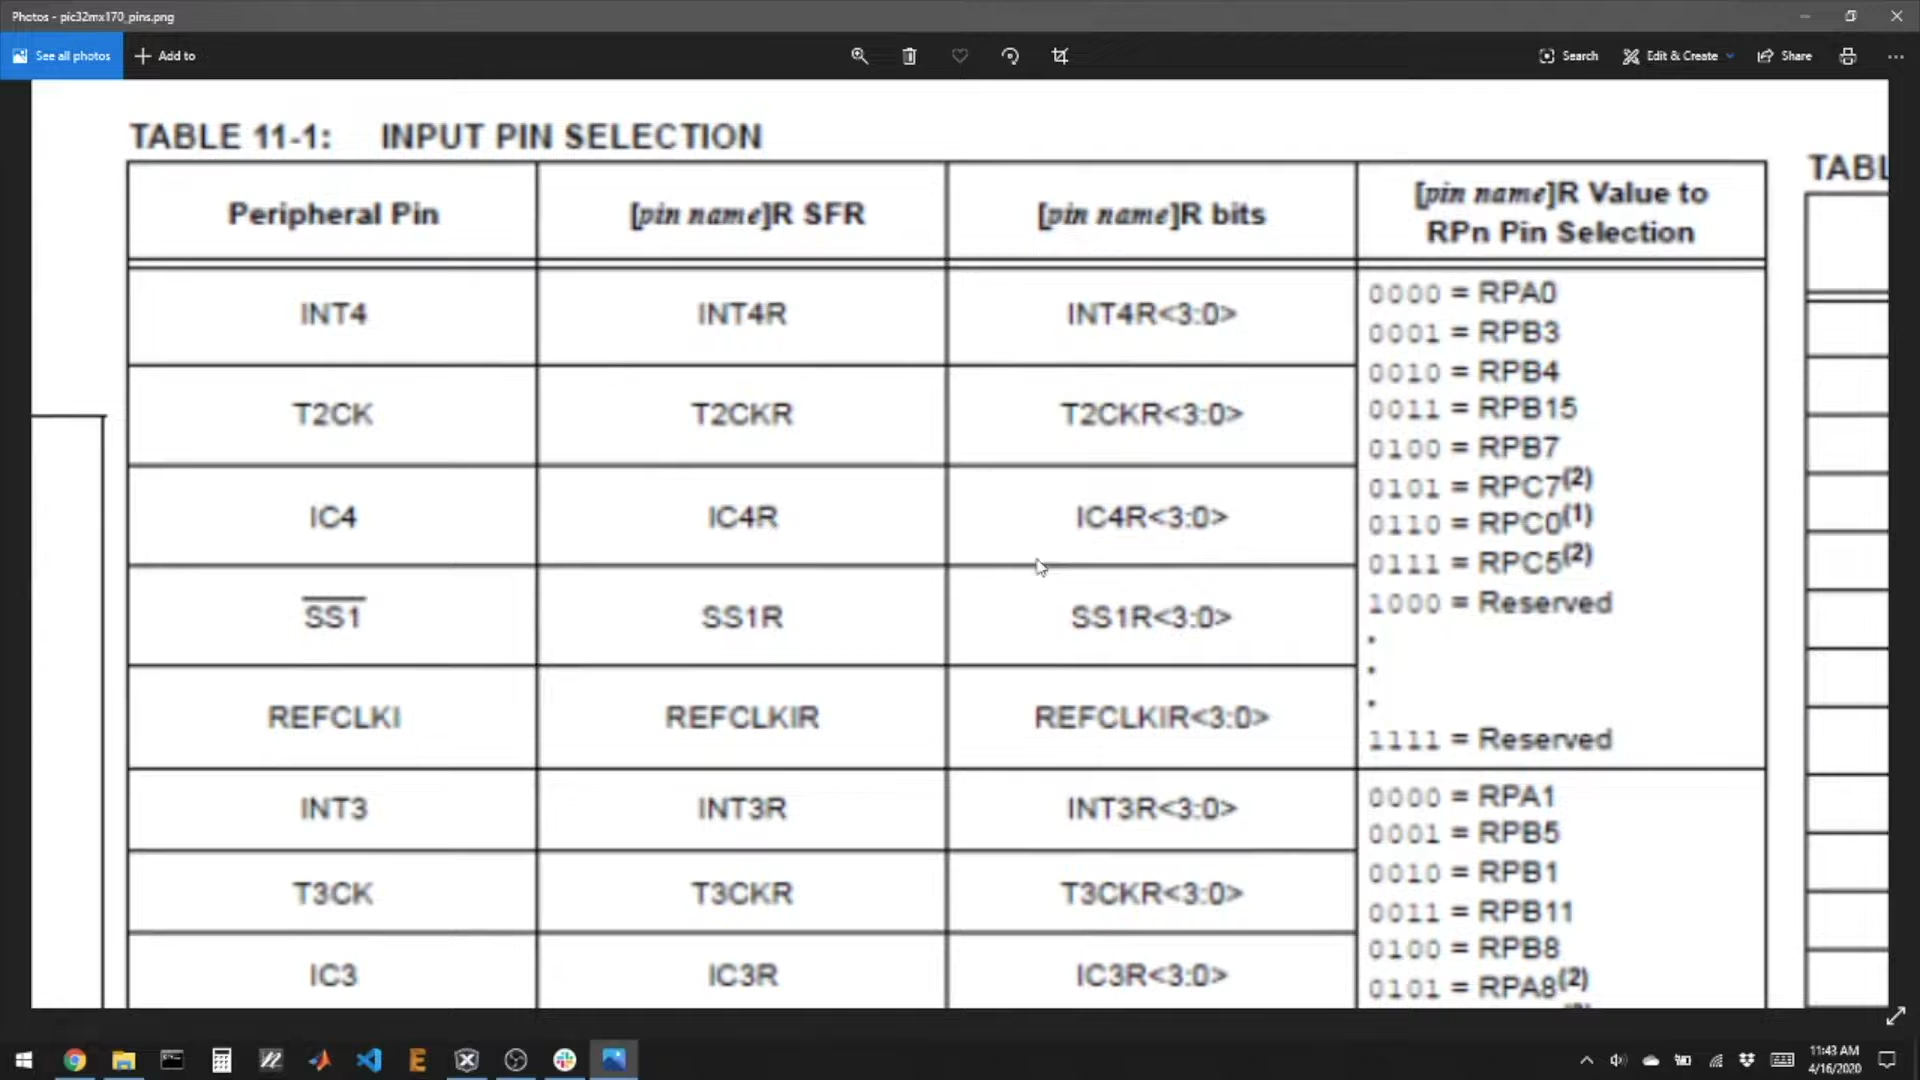 Photos - pic32mx170_pins.png
See all photos
Add to
Search
Edit & Create
Share
TABLE 11-1: INPUT PIN SELECTION
Peripheral Pin
[pin name]R SFR
[pin name]R bits
[pin name]R Value to
RPn Pin Selection
INT4
INT4R
INT4R<3:0>
T2CK
T2CKR
T2CKR<3:0>
IC4
IC4R
IC4R<3:0>
SS1
SS1R
SS1R<3:0>
REFCLKI
REFCLKIR
REFCLKIR<3:0>
0000 = RPA0
0001 = RPB3
0010 = RPB4
0011 = RPB15
0100 = RPB7
0101 = RPC7(2)
0110 = RPC0(1)
0111 = RPC5(2)
1000 = Reserved
.
.
.
1111 = Reserved
INT3
INT3R
INT3R<3:0>
T3CK
T3CKR
T3CKR<3:0>
IC3
IC3R
IC3R<3:0>
0000 = RPA1
0001 = RPB5
0010 = RPB1
0011 = RPB11
0100 = RPB8
0101 = RPA8(2)
TABL
11:43 AM
4/16/2020